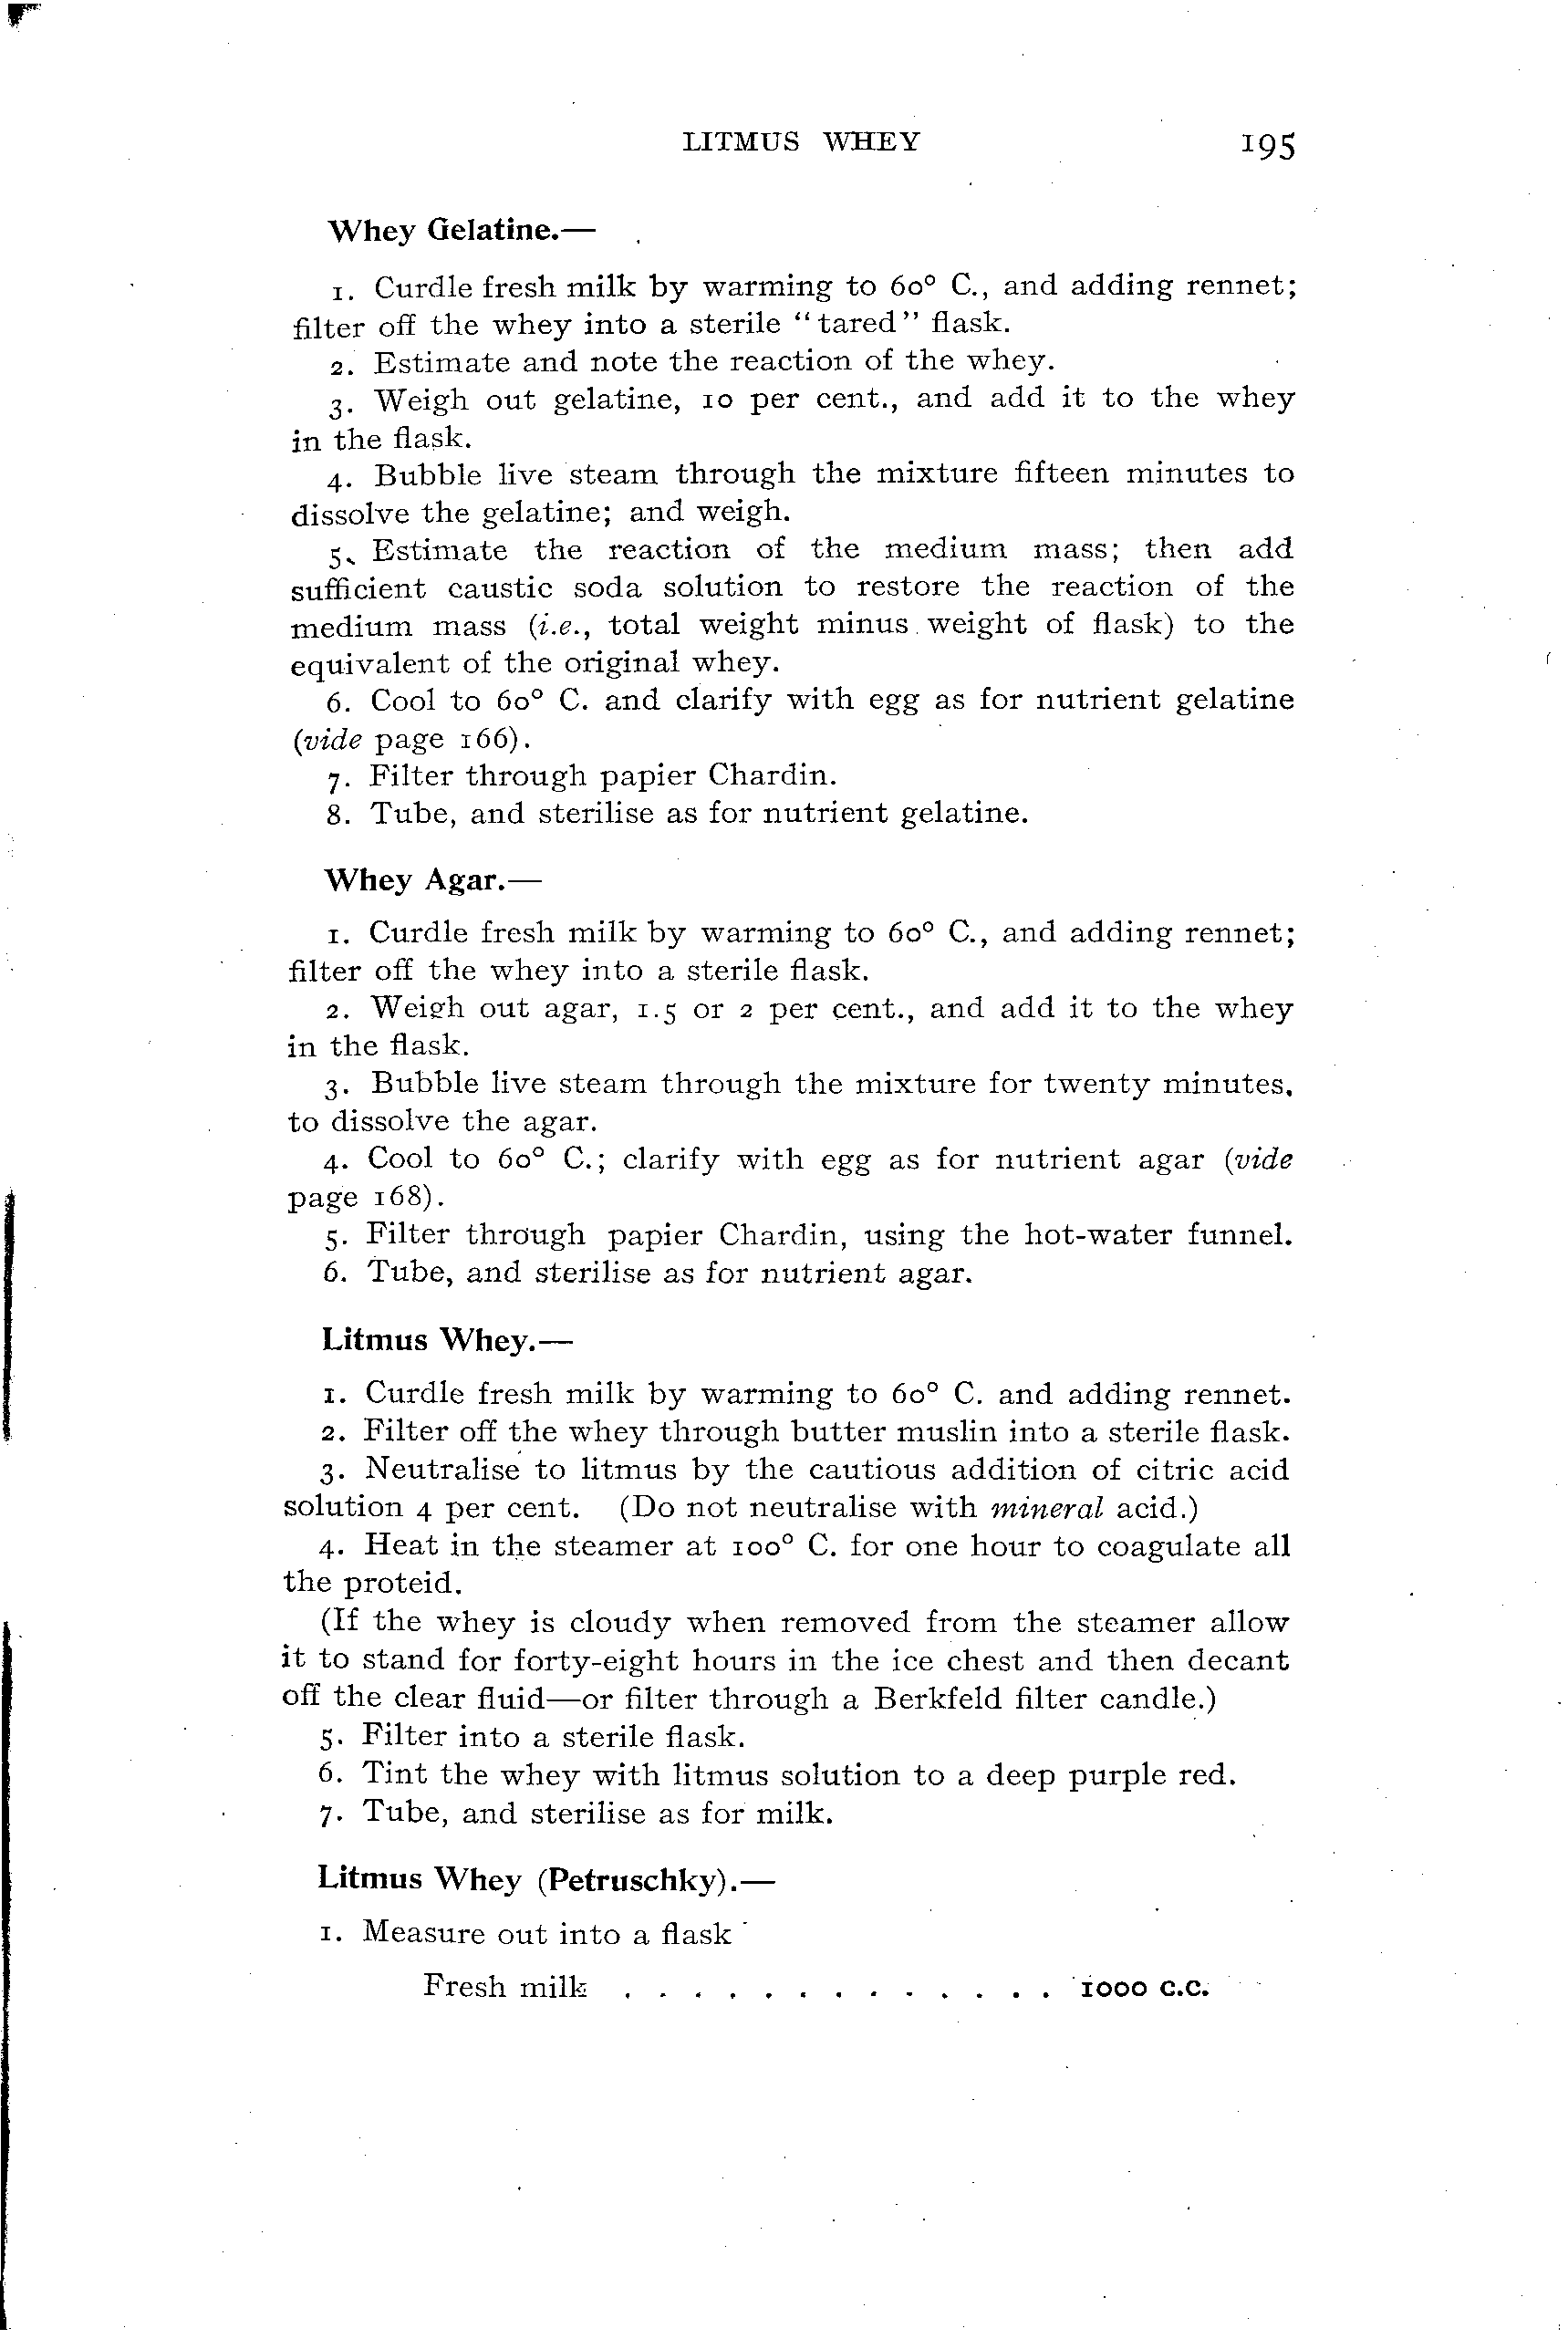 LITMUS WHEY 195
Whey Gelatine.—
1. Curdle fresh milk by warming to 60° C., and adding rennet;
filter off the whey into a sterile "tared" flask.
2. Estimate and note the reaction of the whey.
3. Weigh out gelatine, 10 per cent., and add it to the whey
in the flask.
4. Bubble live steam through the mixture fifteen minutes to
dissolve the gelatine; and weigh.
5. Estimate the reaction of the medium mass; then add
sufficient caustic soda solution to restore the reaction of the
medium mass (i.e., total weight minus weight of flask) to the
equivalent of the original whey.
6. Cool to 60° C. and clarify with egg as for nutrient gelatine
(vide page 166).
7. Filter through papier Chardin.
8. Tube, and sterilise as for nutrient gelatine.
Whey Agar.—
1. Curdle fresh milk by warming to 60° C., and adding rennet;
filter off the whey into a sterile flask.
2. Weigh out agar, 1.5 or 2 per cent., and add it to the whey
in the flask.
3. Bubble live steam through the mixture for twenty minutes,
to dissolve the agar.
4. Cool to 60° C.; clarify with egg as for nutrient agar (vide
page 168).
5. Filter through papier Chardin, using the hot-water funnel.
6. Tube, and sterilise as for nutrient agar.
Litmus Whey.—
1. Curdle fresh milk by warming to 60° C. and adding rennet.
2. Filter off the whey through butter muslin into a sterile flask.
3. Neutralise to litmus by the cautious addition of citric acid
solution 4 per cent. (Do not neutralise with mineral acid.)
4. Heat in the steamer at 100° C. for one hour to coagulate all
the proteid.
(If the whey is cloudy when removed from the steamer allow
it to stand for forty-eight hours in the ice chest and then decant
off the clear fluid—or filter through a Berkfeld filter candle.)
5. Filter into a sterile flask.
6. Tint the whey with litmus solution to a deep purple red.
7. Tube, and sterilise as for milk.
Litmus Whey (Petruschky).—
1. Measure out into a flask
Fresh milk . . . . . . . . . . . . . 1000 c.c.